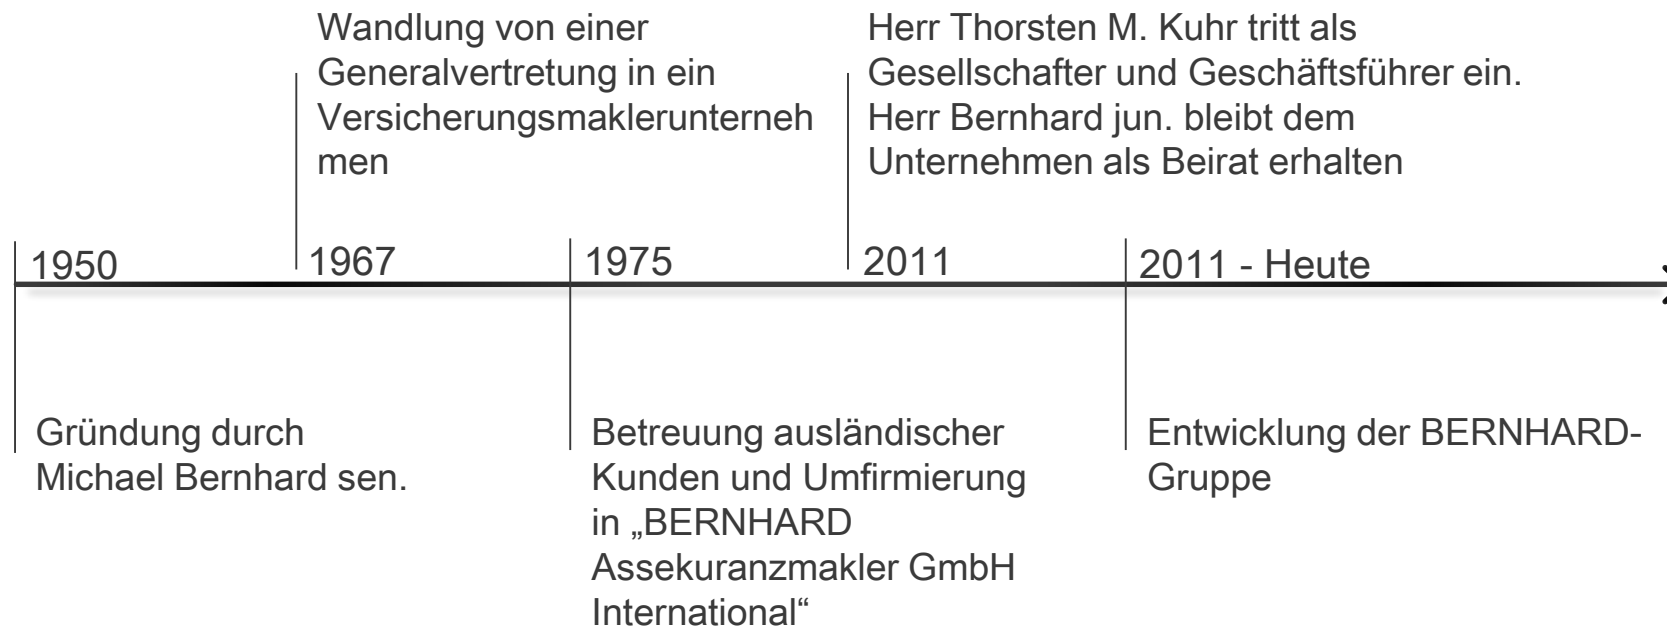 Wandlung von einer
Generalvertretung in ein
Versicherungsmaklerunterneh
men
Herr Thorsten M. Kuhr tritt als
Gesellschafter und Geschäftsführer ein.
Herr Bernhard jun. bleibt dem
Unternehmen als Beirat erhalten
1950
1967
1975
2011
2011 - Heute
Gründung durch
Michael Bernhard sen.
Betreuung ausländischer
Kunden und Umfirmierung
in „BERNHARD
Assekuranzmakler GmbH
International“
Entwicklung der BERNHARD-
Gruppe